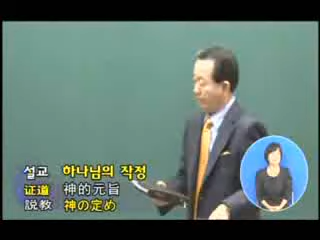 설교 하나님의 작정
证道 神的元旨
説教 神の定め